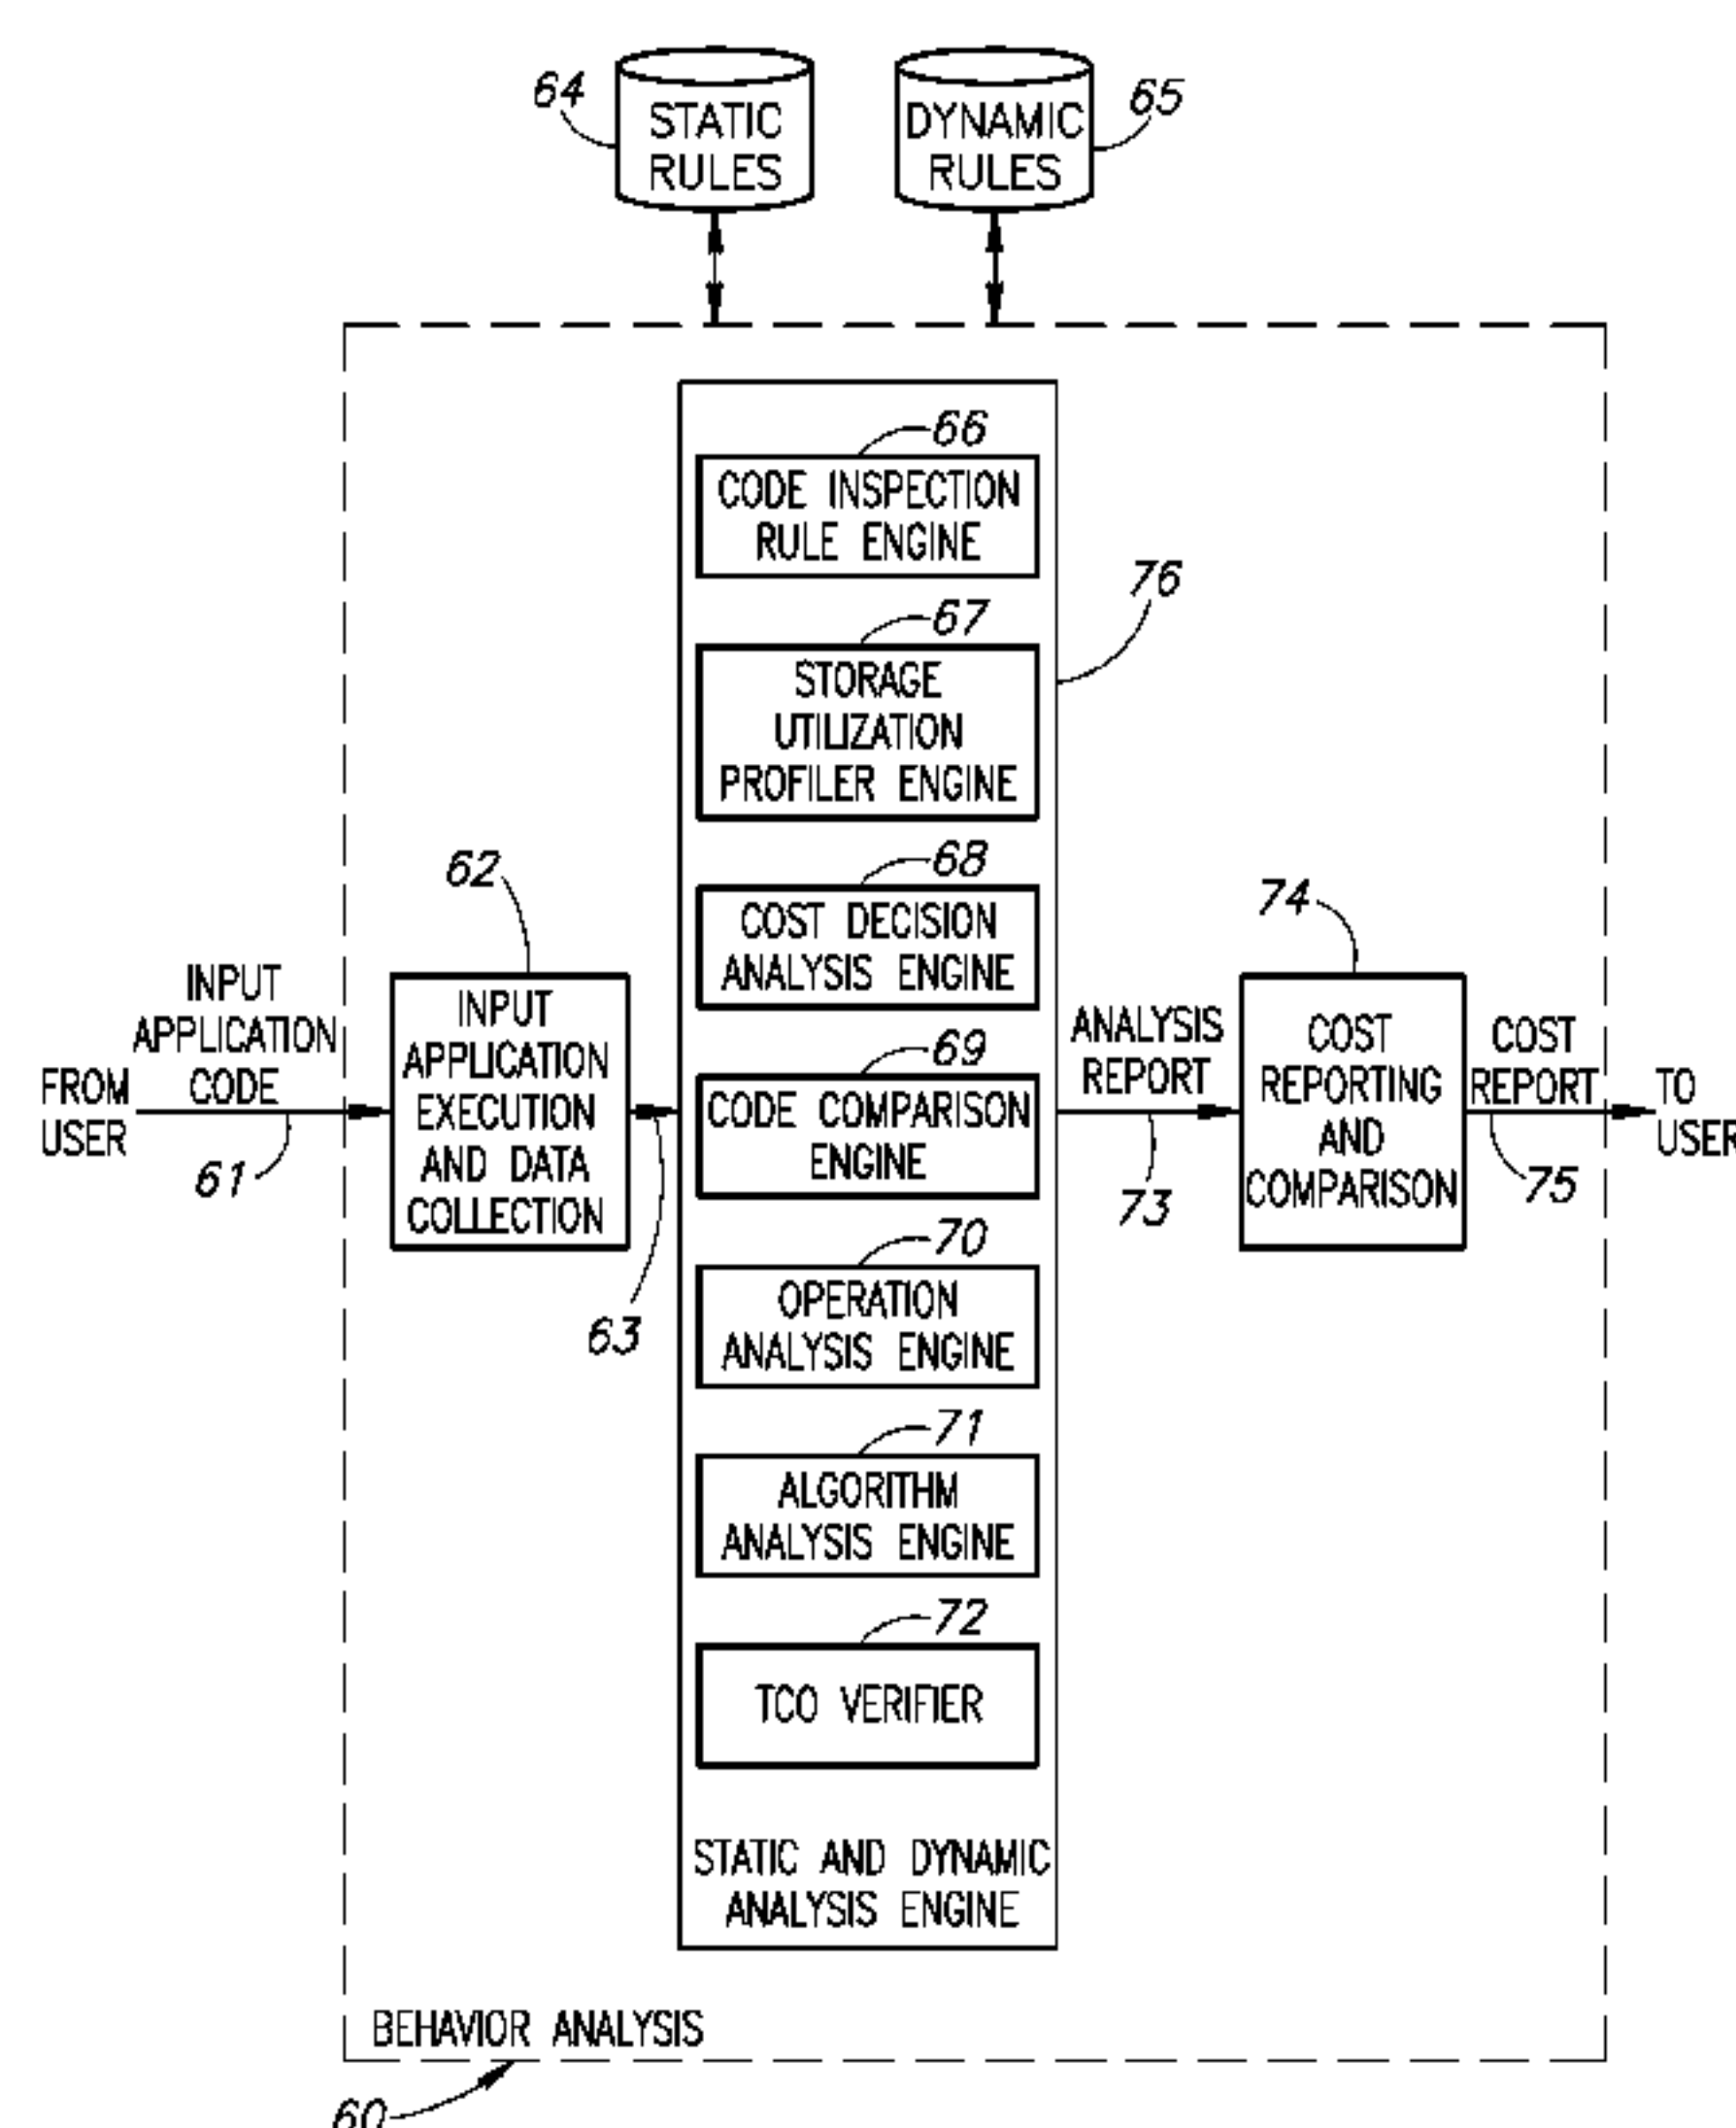 64
STATIC
RULES
DYNAMIC
RULES
65
66
CODE INSPECTION
RULE ENGINE
76
67
STORAGE
UTILIZATION
PROFILER ENGINE
62
68
COST DECISION
ANALYSIS ENGINE
74
FROM
USER
INPUT
APPLICATION
CODE
61
INPUT
APPLICATION
EXECUTION
AND DATA
COLLECTION
63
69
CODE COMPARISON
ENGINE
ANALYSIS
REPORT
73
COST
REPORTING
AND
COMPARISON
COST
REPORT
75
TO
USER
70
OPERATION
ANALYSIS ENGINE
71
ALGORITHM
ANALYSIS ENGINE
72
TCO VERIFIER
STATIC AND DYNAMIC
ANALYSIS ENGINE
BEHAVIOR ANALYSIS
60